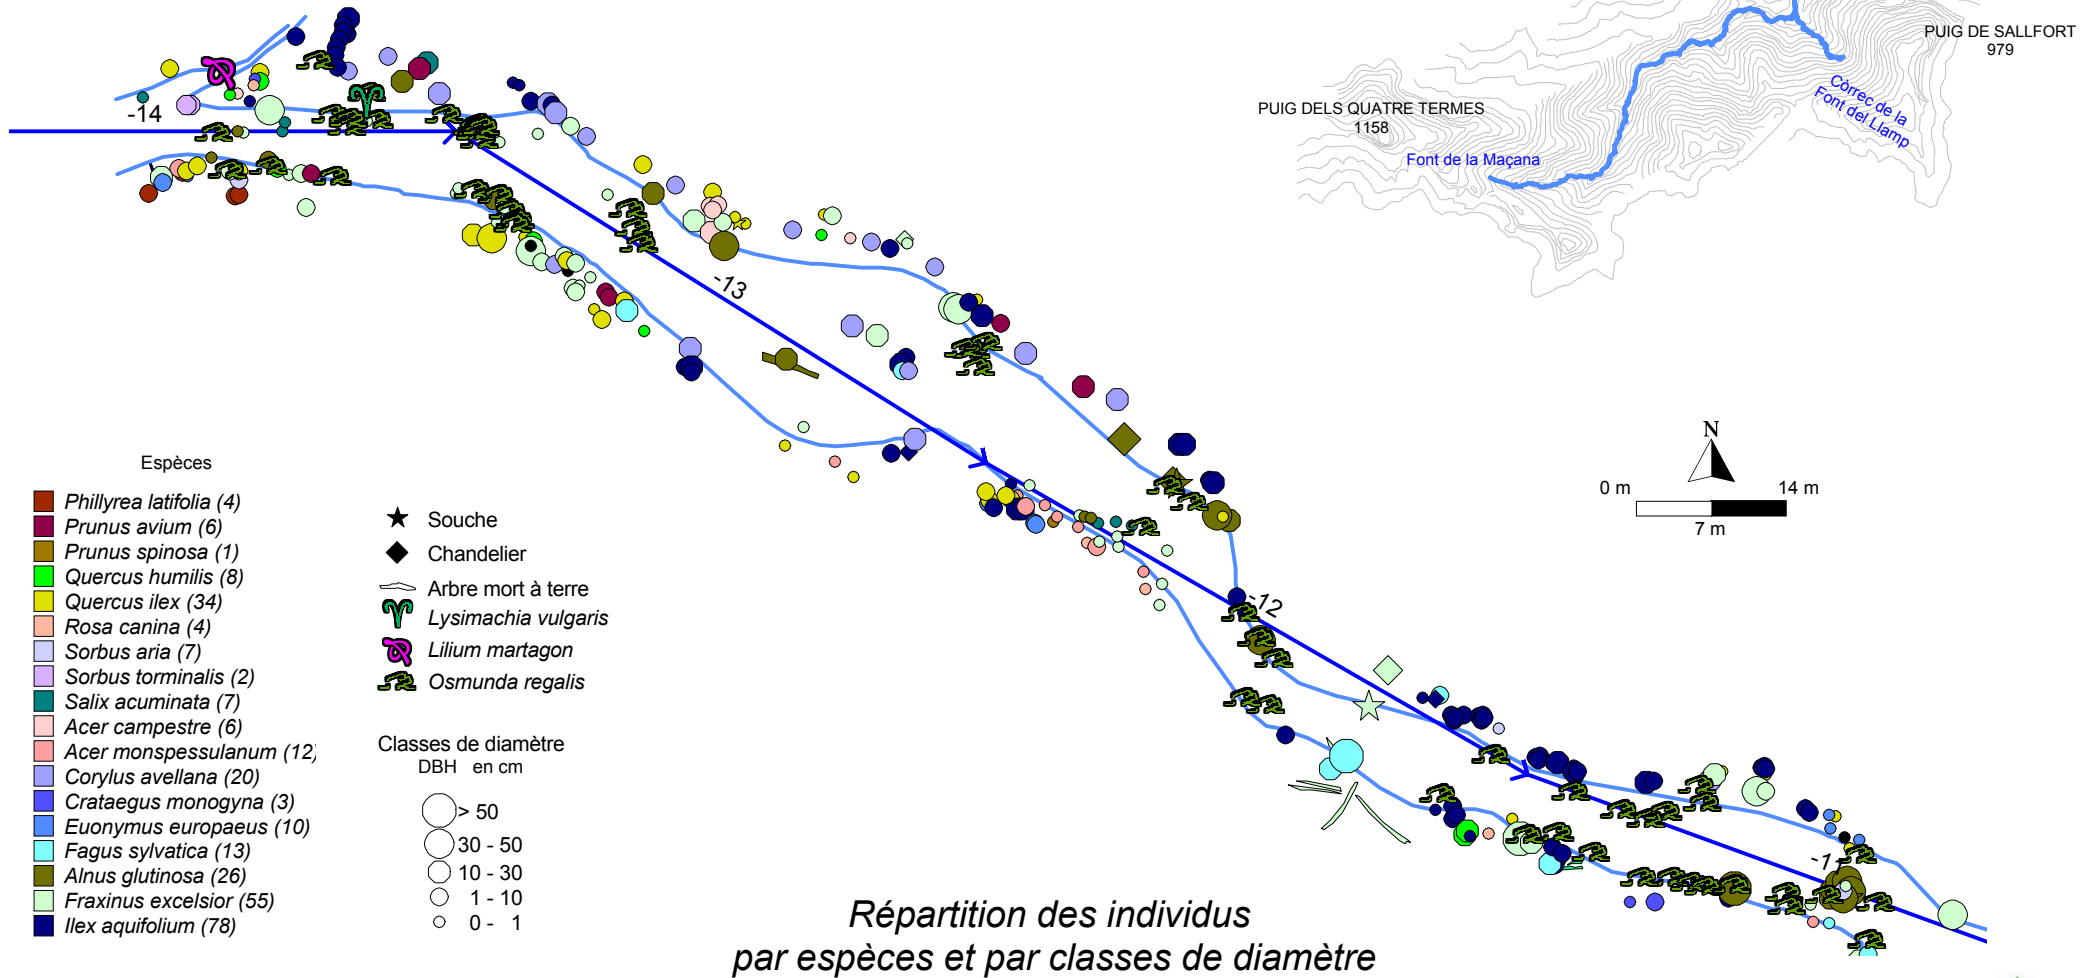 PUIG DE SALLFORT
979
Còrrec de la
Font del Llamp
PUIG DELS QUATRE TERMES
1158
Font de la Maçana
-14
-13
-12
-11
N
0 m
14 m
7 m
Espèces
Phillyrea latifolia (4)
Prunus avium (6)
Prunus spinosa (1)
Quercus humilis (8)
Quercus ilex (34)
Rosa canina (4)
Sorbus aria (7)
Sorbus torminalis (2)
Salix acuminata (7)
Acer campestre (6)
Acer monspessulanum (12)
Corylus avellana (20)
Crataegus monogyna (3)
Euonymus europaeus (10)
Fagus sylvatica (13)
Alnus glutinosa (26)
Fraxinus excelsior (55)
Ilex aquifolium (78)
Souche
Chandelier
Arbre mort à terre
Lysimachia vulgaris
Lilium martagon
Osmunda regalis
Classes de diamètre
DBH en cm
> 50
30 - 50
10 - 30
1 - 10
0 - 1
Répartition des individus
par espèces et par classes de diamètre